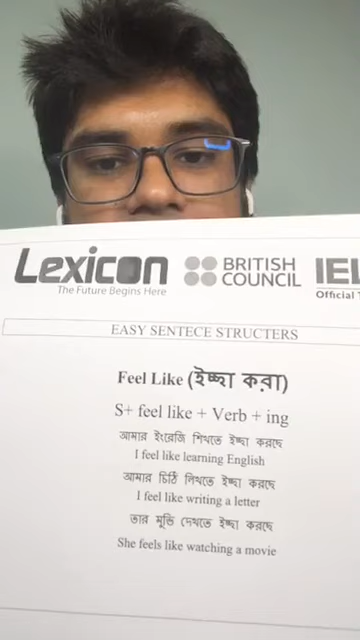 Lexicon
The Future Begins Here
BRITISH
COUNCIL
IEL
Official
EASY SENTECE STRUCTERS
Feel Like (ইচ্ছা করা)
S+ feel like + Verb + ing
আমার ইংরেজি শিখতে ইচ্ছা করছে
I feel like learning English
আমার চিঠি লিখতে ইচ্ছা করছে
I feel like writing a letter
তার মুভি দেখতে ইচ্ছা করছে
She feels like watching a movie